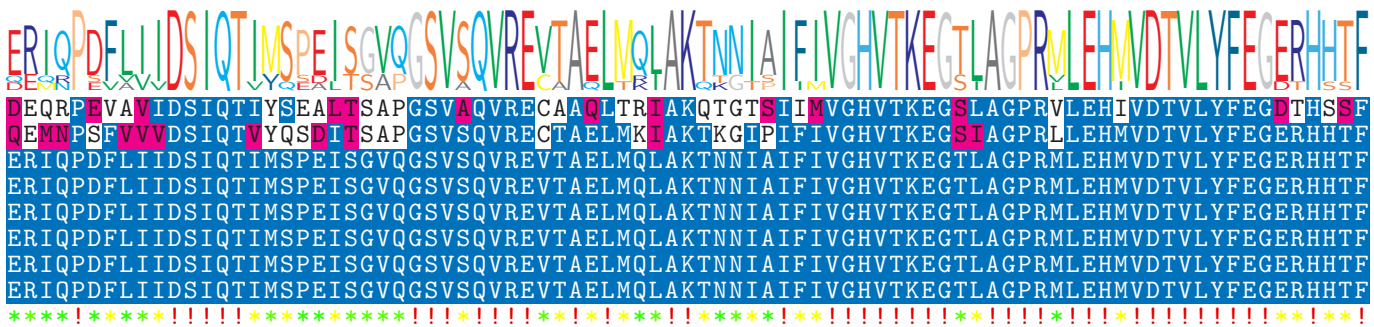 ERIQPDFLIIDSIQTIMSPEISGVQGSVSQVREVTAELMQLAKTNNIAIFIVGHVTKEGTLAGPRMLEHMVDTVLYFEGERHHTF
DEQRPEVAVIDSIQTIYSEALTSAPGSVAQVRECAAQLTRIAKQTGTSIIMVGHVTKEGSLAGPRVLEHIVDTVLYFEGDTHSSF
QEMNPSFVVVDSIQTVYQSDITSAPGSVSQVRECTAELMKIAKTKGIPIFIVGHVTKEGSIAGPRLLEHMVDTVLYFEGERHHTF
ERIQPDFLIIDSIQTIMSPEISGVQGSVSQVREVTAELMQLAKTNNIAIFIVGHVTKEGTLAGPRMLEHMVDTVLYFEGERHHTF
ERIQPDFLIIDSIQTIMSPEISGVQGSVSQVREVTAELMQLAKTNNIAIFIVGHVTKEGTLAGPRMLEHMVDTVLYFEGERHHTF
ERIQPDFLIIDSIQTIMSPEISGVQGSVSQVREVTAELMQLAKTNNIAIFIVGHVTKEGTLAGPRMLEHMVDTVLYFEGERHHTF
ERIQPDFLIIDSIQTIMSPEISGVQGSVSQVREVTAELMQLAKTNNIAIFIVGHVTKEGTLAGPRMLEHMVDTVLYFEGERHHTF
ERIQPDFLIIDSIQTIMSPEISGVQGSVSQVREVTAELMQLAKTNNIAIFIVGHVTKEGTLAGPRMLEHMVDTVLYFEGERHHTF
ERIQPDFLIIDSIQTIMSPEISGVQGSVSQVREVTAELMQLAKTNNIAIFIVGHVTKEGTLAGPRMLEHMVDTVLYFEGERHHTF
****!*****!!!!!**********!!!*!!!!**!*!***!!*****!**!!!!!!!!**!!!!*!!!*!!!!!!!!!**!**!